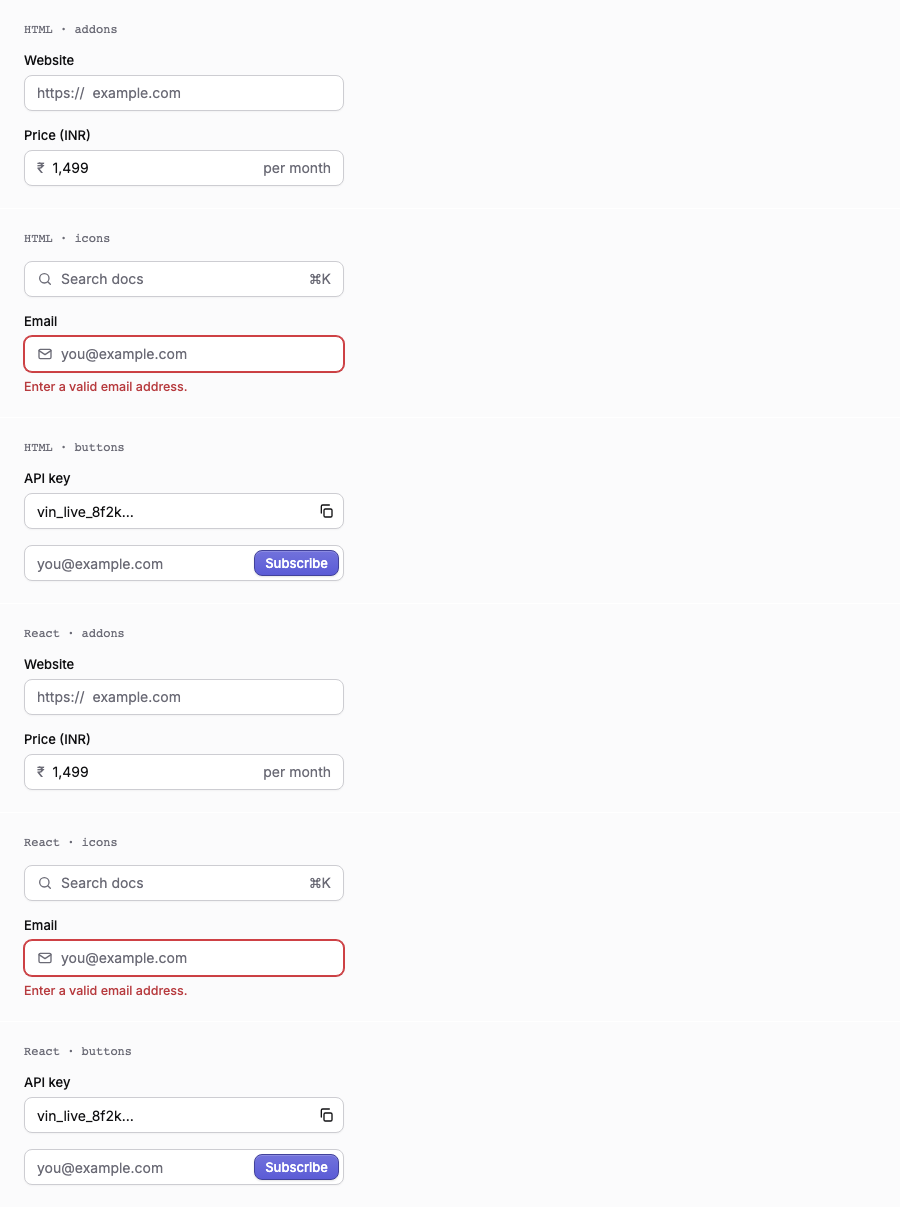 HTML · addons
Website
https:// example.com
Price (INR)
₹ 1,499 per month
HTML · icons
Search docs ⌘K
Email
you@example.com
Enter a valid email address.
HTML · buttons
API key
vin_live_8f2k...
you@example.com Subscribe
React · addons
Website
https:// example.com
Price (INR)
₹ 1,499 per month
React · icons
Search docs ⌘K
Email
you@example.com
Enter a valid email address.
React · buttons
API key
vin_live_8f2k...
you@example.com Subscribe